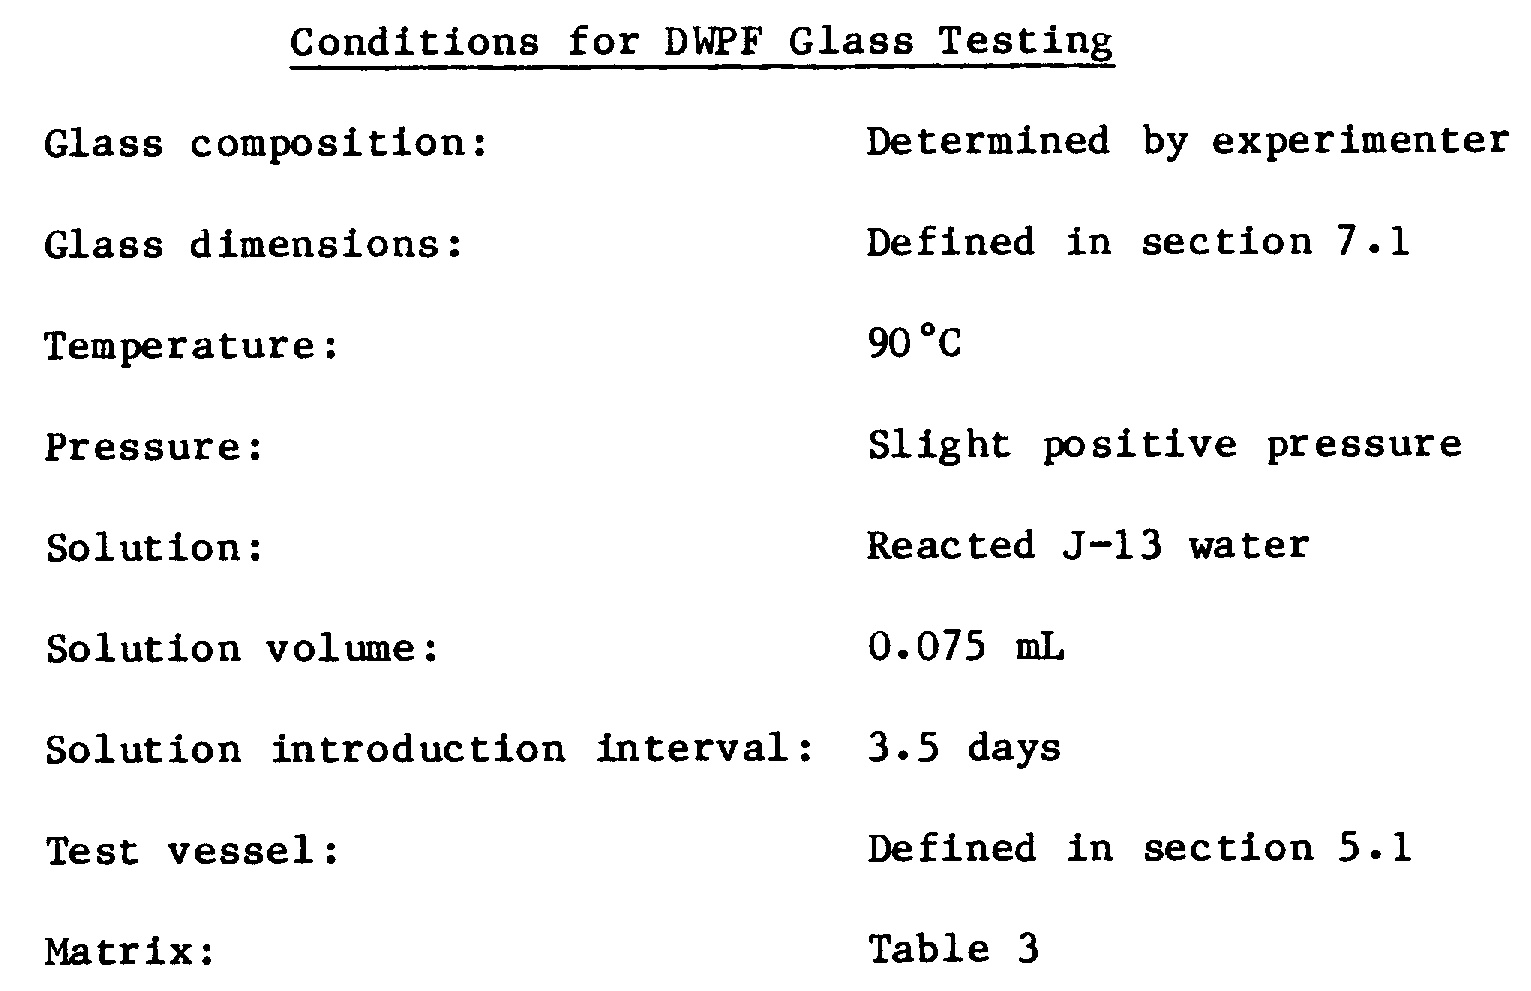 Conditions for DWPF Glass Testing
Glass composition: Determined by experimenter
Glass dimensions: Defined in section 7.1
Temperature: 90°C
Pressure: Slight positive pressure
Solution: Reacted J-13 water
Solution volume: 0.075 mL
Solution introduction interval: 3.5 days
Test vessel: Defined in section 5.1
Matrix: Table 3